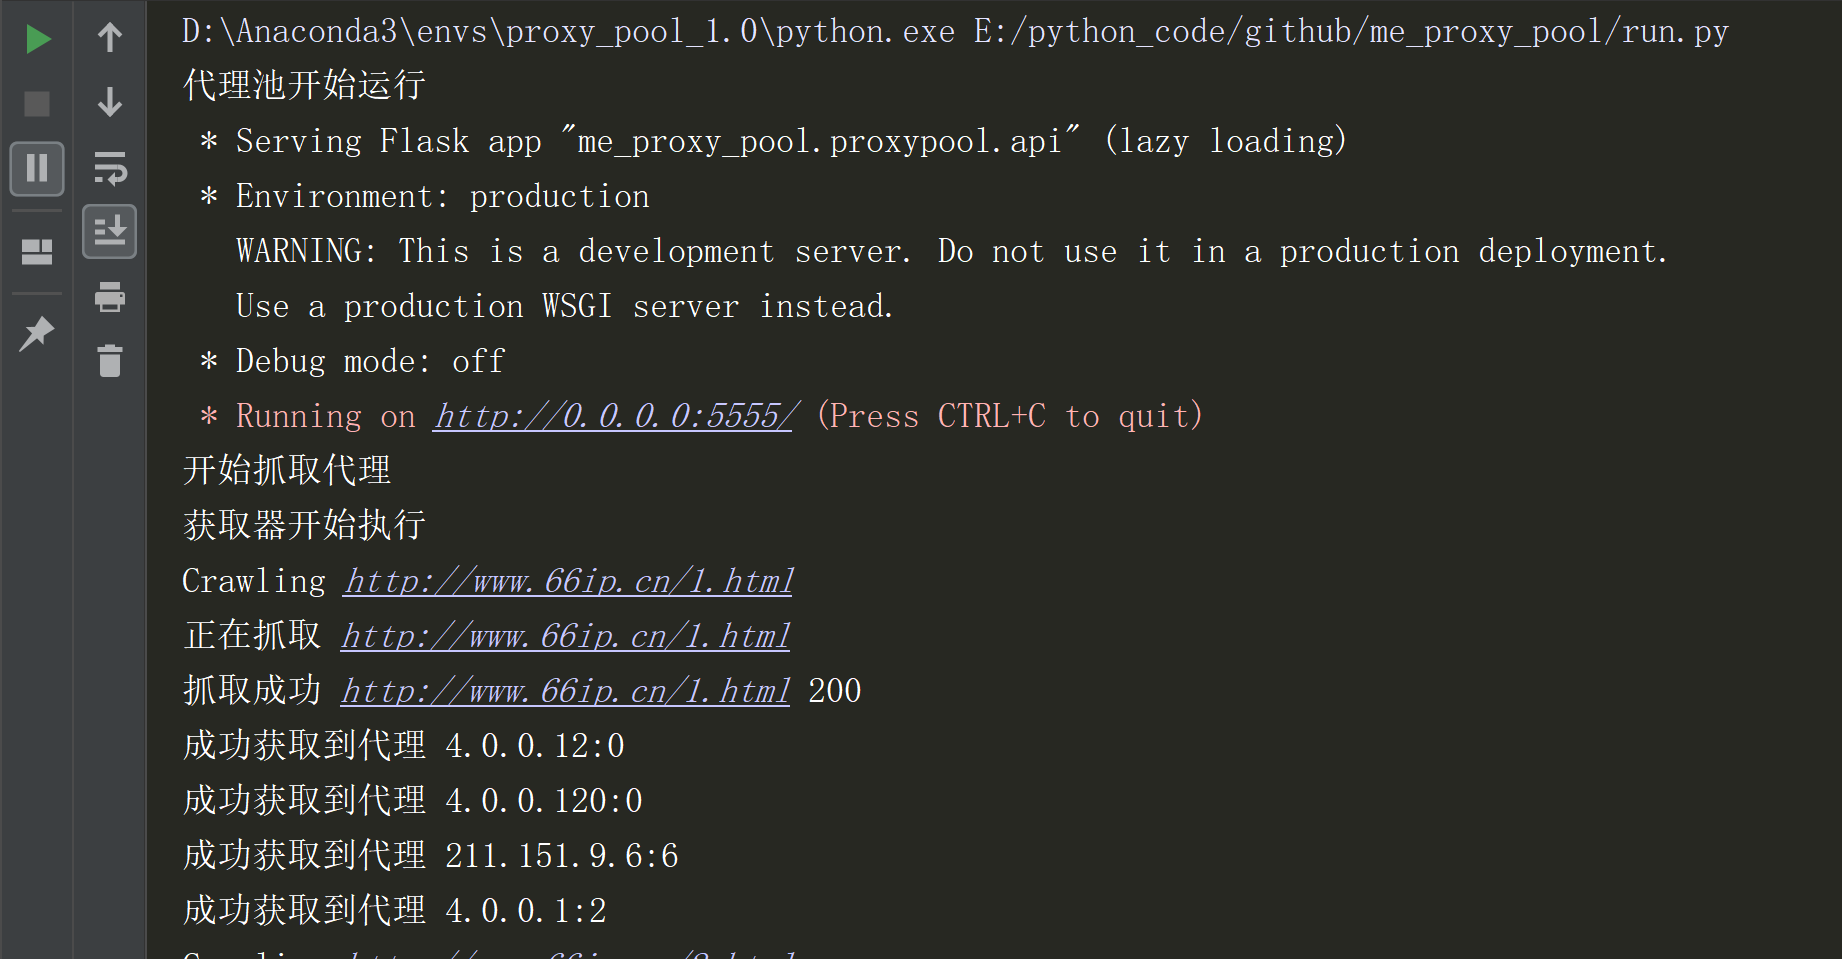 D:\Anaconda3\envs\proxy_pool_1.0\python.exe E:/python_code/github/me_proxy_pool/run.py
代理池开始运行
* Serving Flask app "me_proxy_pool.proxypool.api" (lazy loading)
* Environment: production
WARNING: This is a development server. Do not use it in a production deployment.
Use a production WSGI server instead.
* Debug mode: off
* Running on http://0.0.0.0:5555/ (Press CTRL+C to quit)
开始抓取代理
获取器开始执行
Crawling http://www.66ip.cn/1.html
正在抓取 http://www.66ip.cn/1.html
抓取成功 http://www.66ip.cn/1.html 200
成功获取到代理 4.0.0.12:0
成功获取到代理 4.0.0.120:0
成功获取到代理 211.151.9.6:6
成功获取到代理 4.0.0.1:2